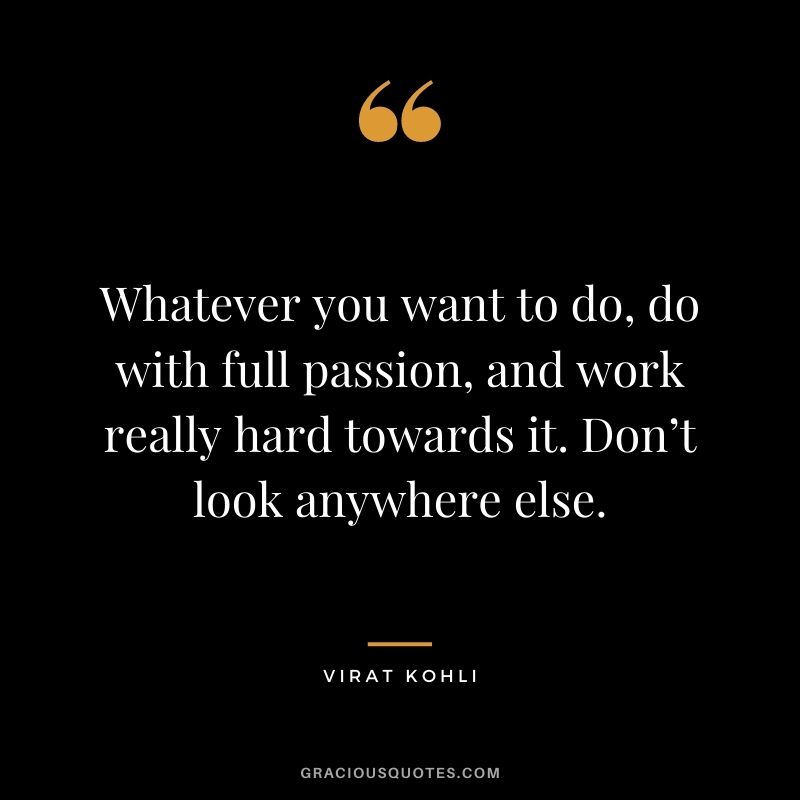 “
Whatever you want to do, do
with full passion, and work
really hard towards it. Don’t
look anywhere else.
VIRAT KOHLI
GRACIOUSQUOTES.COM